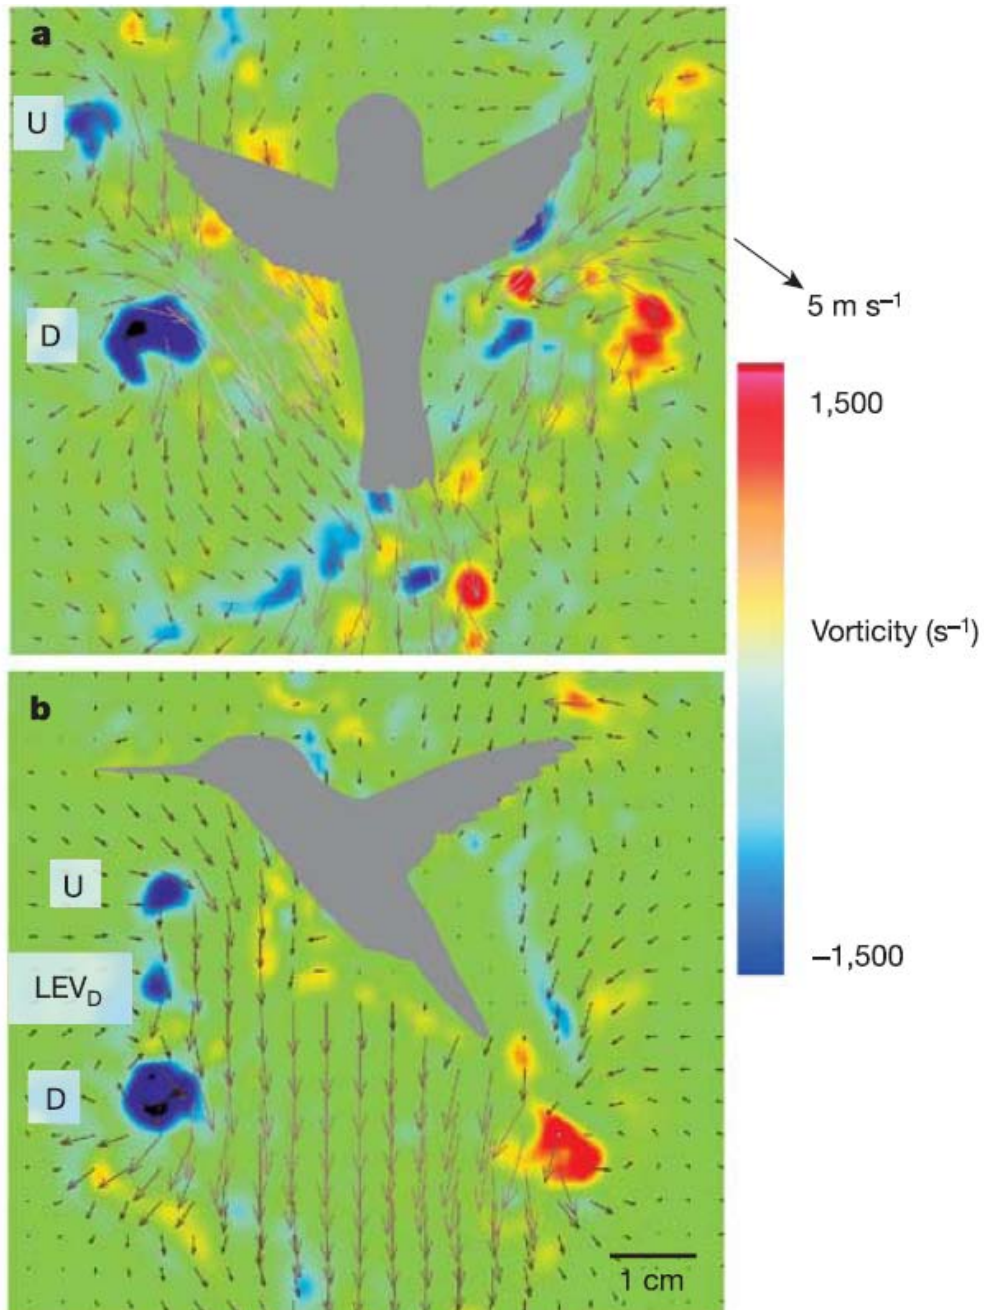 a
U
D
5 m s⁻¹
1,500
Vorticity (s⁻¹)
–1,500
b
U
LEV_D
D
1 cm